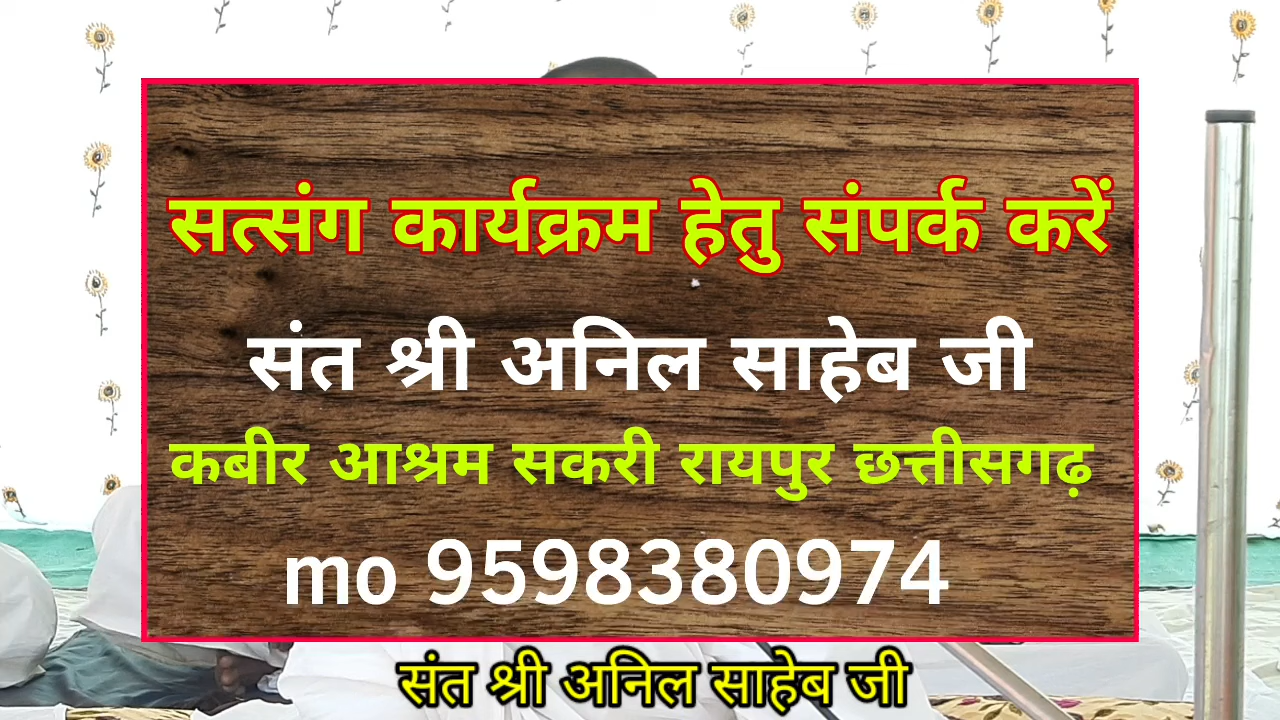 सत्संग कार्यक्रम हेतु संपर्क करें
संत श्री अनिल साहेब जी
कबीर आश्रम सकरी रायपुर छत्तीसगढ़
mo 9598380974
संत श्री अनिल साहेब जी